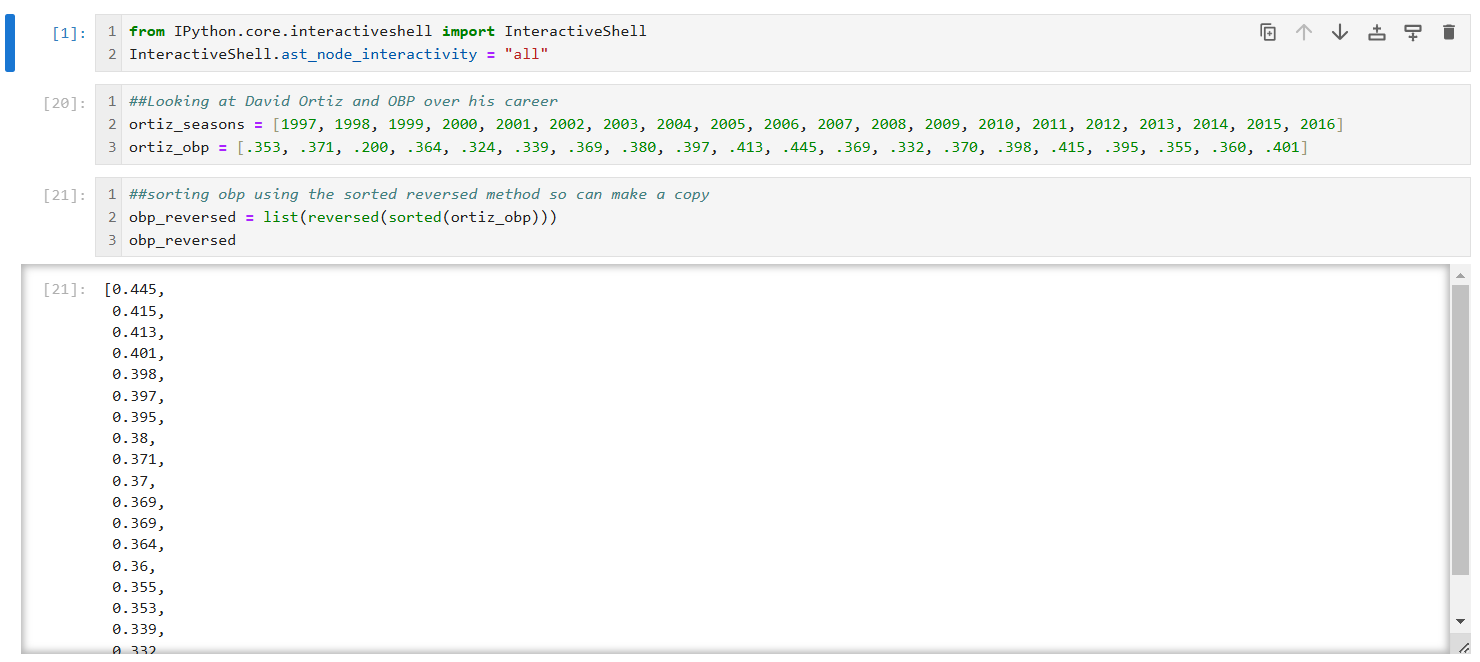 [1]:
1 from IPython.core.interactiveshell import InteractiveShell
2 InteractiveShell.ast_node_interactivity = "all"
[20]:
1 ##Looking at David Ortiz and OBP over his career
2 ortiz_seasons = [1997, 1998, 1999, 2000, 2001, 2002, 2003, 2004, 2005, 2006, 2007, 2008, 2009, 2010, 2011, 2012, 2013, 2014, 2015, 2016]
3 ortiz_obp = [.353, .371, .200, .364, .324, .339, .369, .380, .397, .413, .445, .369, .332, .370, .398, .415, .395, .355, .360, .401]
[21]:
1 ##sorting obp using the sorted reversed method so can make a copy
2 obp_reversed = list(reversed(sorted(ortiz_obp)))
3 obp_reversed
[21]: [0.445,
0.415,
0.413,
0.401,
0.398,
0.397,
0.395,
0.38,
0.371,
0.37,
0.369,
0.369,
0.364,
0.36,
0.355,
0.353,
0.339,
0.332